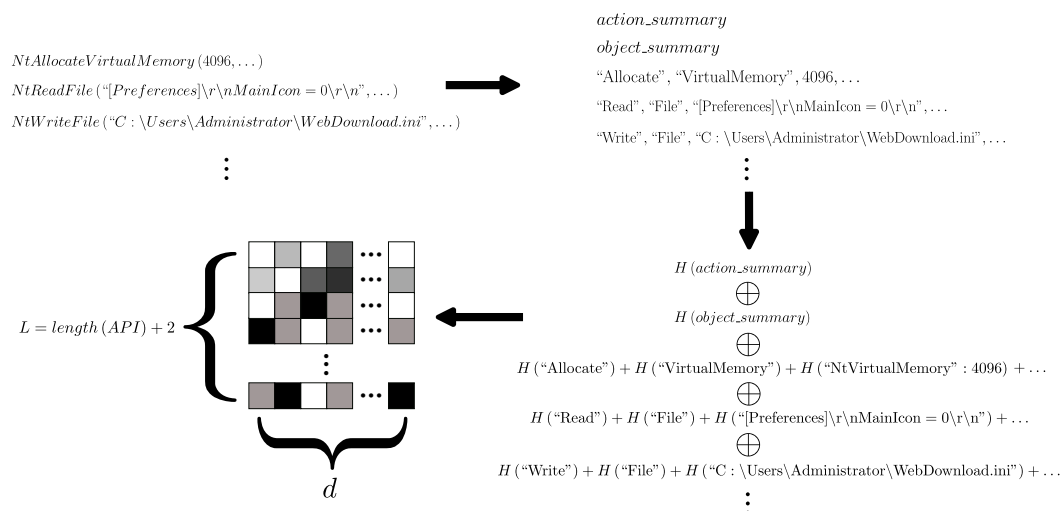 NtAllocateVirtualMemory (4096, . . .)
NtReadFile (“[Preferences]\r\nMainIcon = 0\r\n”, . . .)
NtWriteFile (“C : \Users\Administrator\WebDownload.ini”, . . .)
⋮
action_summary
object_summary
“Allocate”, “VirtualMemory”, 4096, . . .
“Read”, “File”, “[Preferences]\r\nMainIcon = 0\r\n”, . . .
“Write”, “File”, “C : \Users\Administrator\WebDownload.ini”, . . .
⋮
H (action_summary)
⊕
H (object_summary)
⊕
H (“Allocate”) + H (“VirtualMemory”) + H (“NtVirtualMemory” : 4096) + . . .
⊕
H (“Read”) + H (“File”) + H (“[Preferences]\r\nMainIcon = 0\r\n”) + . . .
⊕
H (“Write”) + H (“File”) + H (“C : \Users\Administrator\WebDownload.ini”) + . . .
⋮
L = length (API) + 2
d